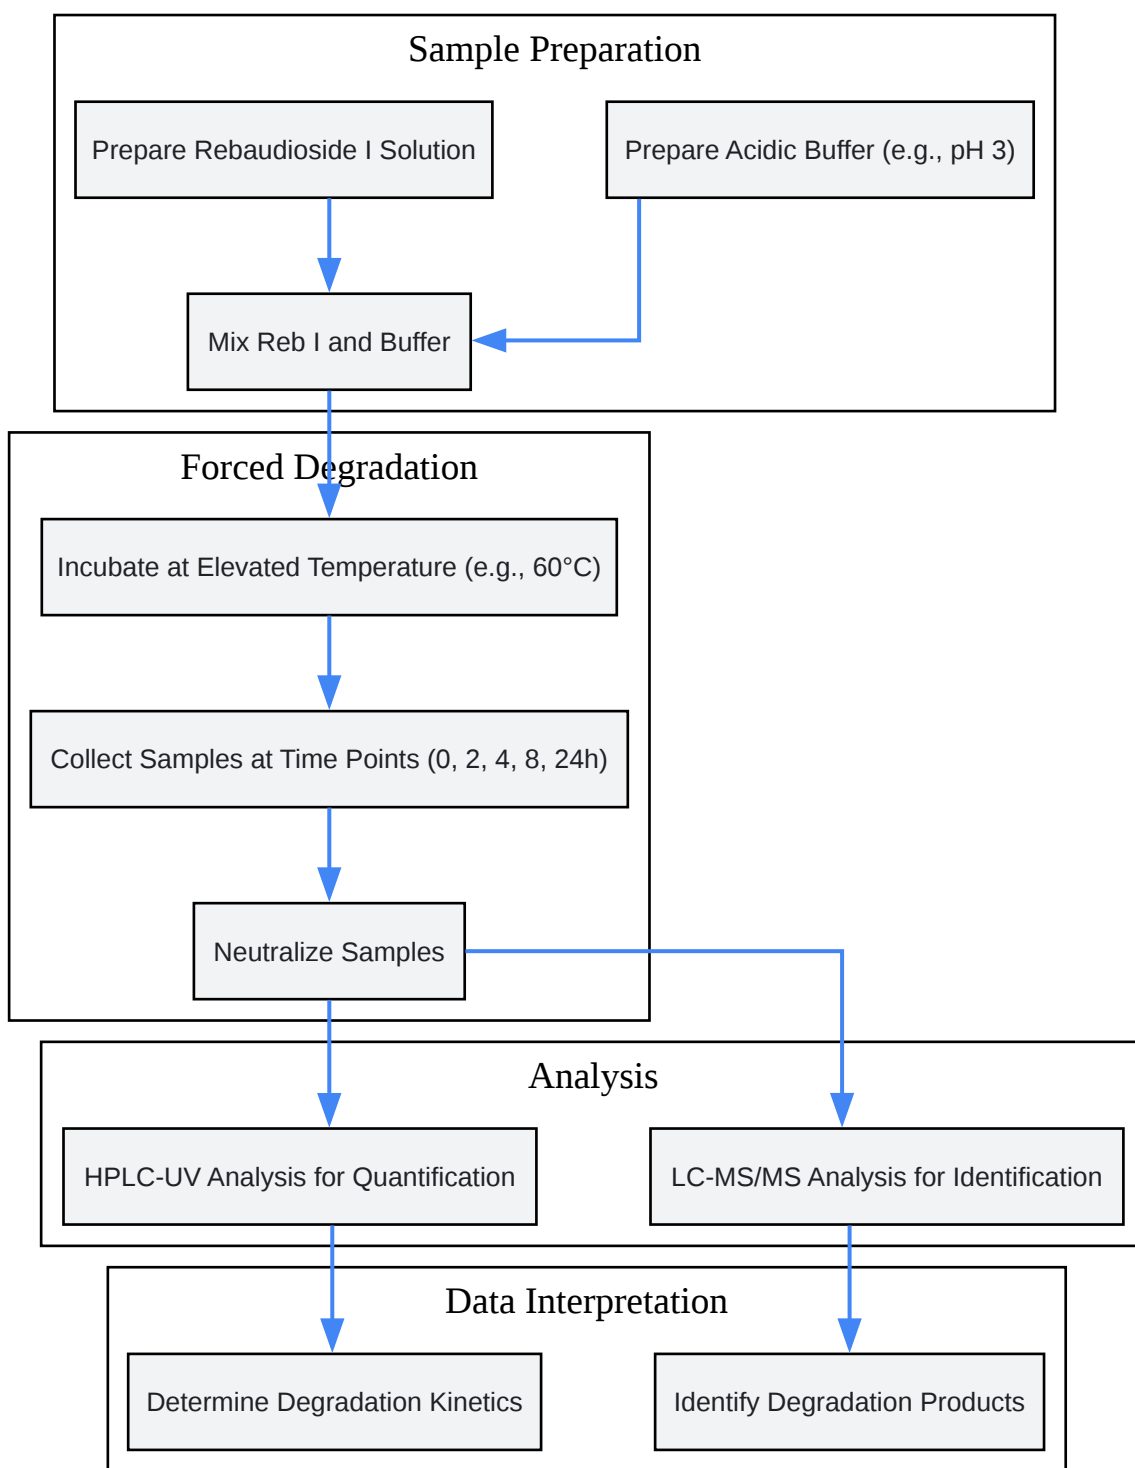 Sample Preparation
Prepare Rebaudioside I Solution
Prepare Acidic Buffer (e.g., pH 3)
Mix Reb I and Buffer
Forced Degradation
Incubate at Elevated Temperature (e.g., 60°C)
Collect Samples at Time Points (0, 2, 4, 8, 24h)
Neutralize Samples
Analysis
HPLC-UV Analysis for Quantification
LC-MS/MS Analysis for Identification
Data Interpretation
Determine Degradation Kinetics
Identify Degradation Products